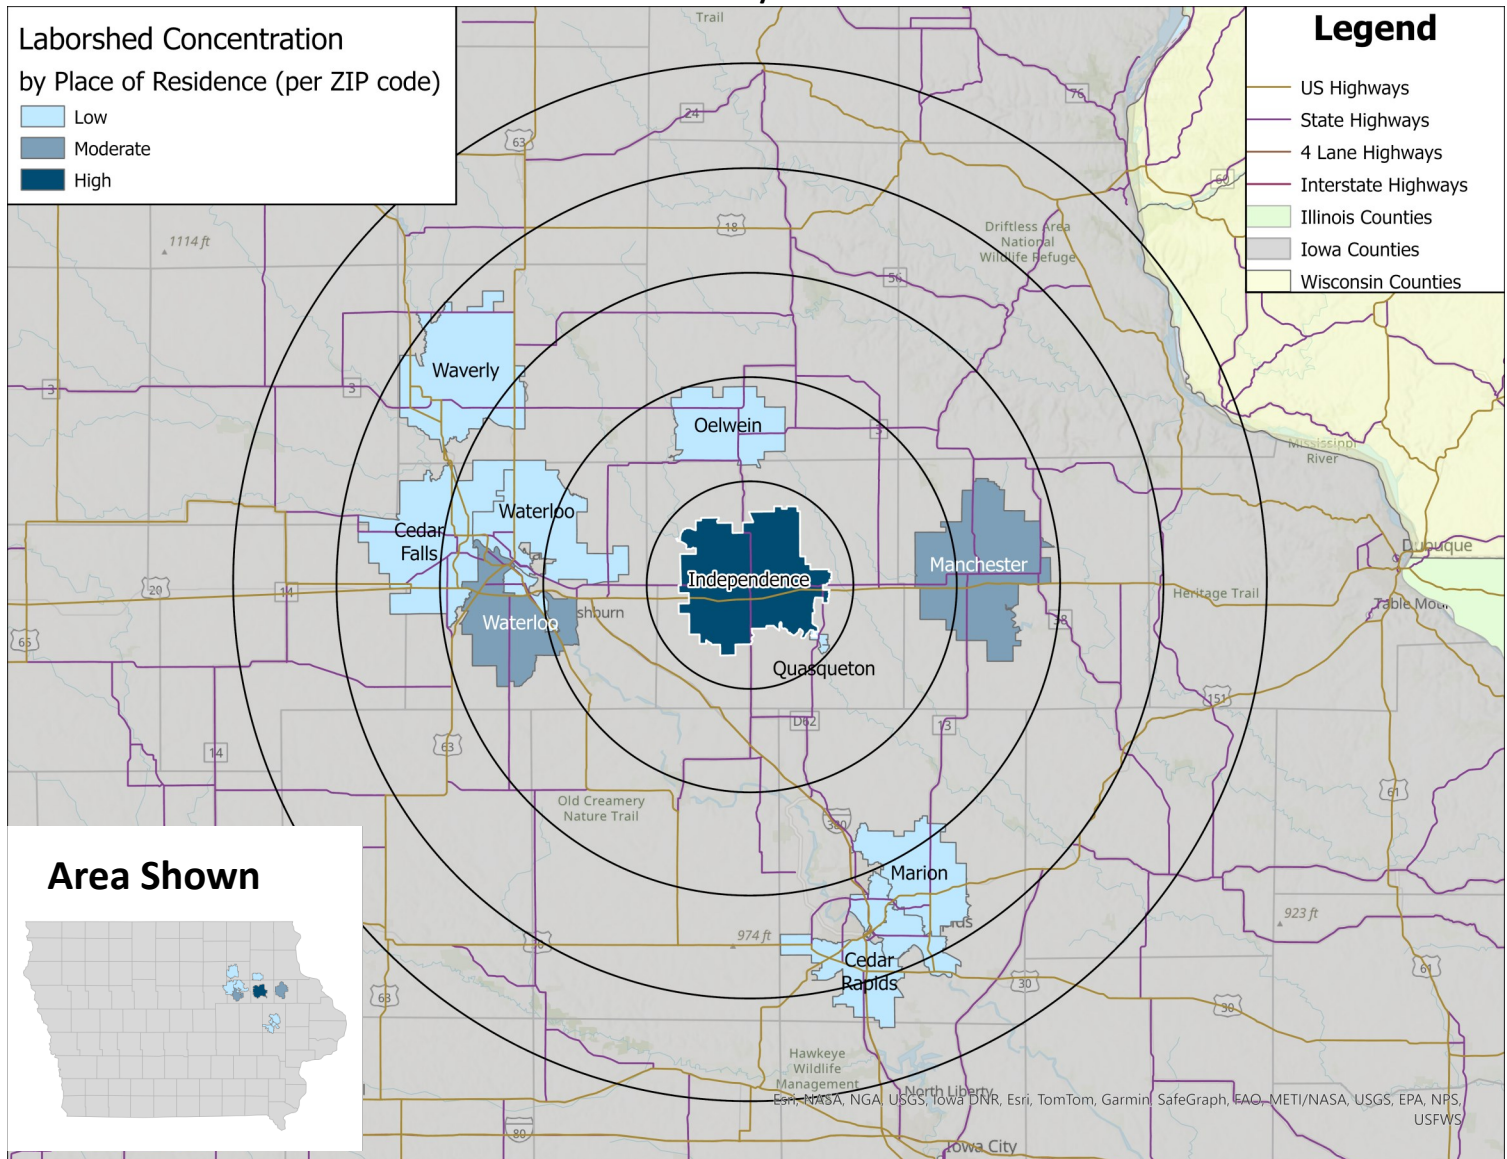 Laborshed Concentration
by Place of Residence (per ZIP code)
Low
Moderate
High
Legend
US Highways
State Highways
4 Lane Highways
Interstate Highways
Illinois Counties
Iowa Counties
Wisconsin Counties
Trail
24
63
76
60
1114 ft
18
Driftless Area
National
Wildlife Refuge
56
3
3
Waverly
Oelwein
3
Mississippi
River
Waterloo
Cedar
Falls
Dubuque
Manchester
Independence
20
14
Heritage Trail
Table Mou
shburn
Waterloo
38
65
Quasqueton
151
D62
13
14
63
61
Old Creamery
Nature Trail
380
Area Shown
Marion
923 ft
974 ft
30
Cedar
Rapids
61
63
30
30
Hawkeye
Wildlife
Management
North Liberty
Esri, NASA, NGA, USGS, Iowa DNR, Esri, TomTom, Garmin, SafeGraph, FAO, METI/NASA, USGS, EPA, NPS,
USFWS
80
Iowa City